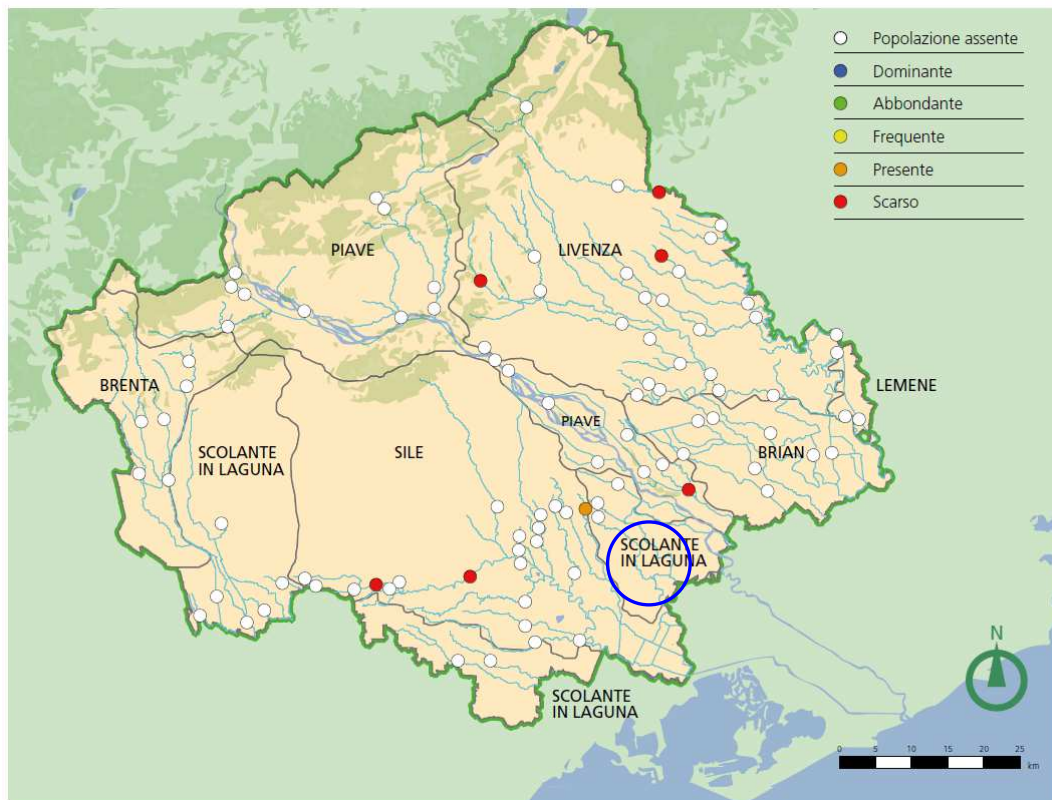 Popolazione assente
Dominante
Abbondante
Frequente
Presente
Scarso
PIAVE
LIVENZA
BRENTA
LEMENE
SCOLANTE
IN LAGUNA
SILE
PIAVE
BRIAN
SCOLANTE
IN LAGUNA
SCOLANTE
IN LAGUNA
N
0 5 10 15 20 25
km